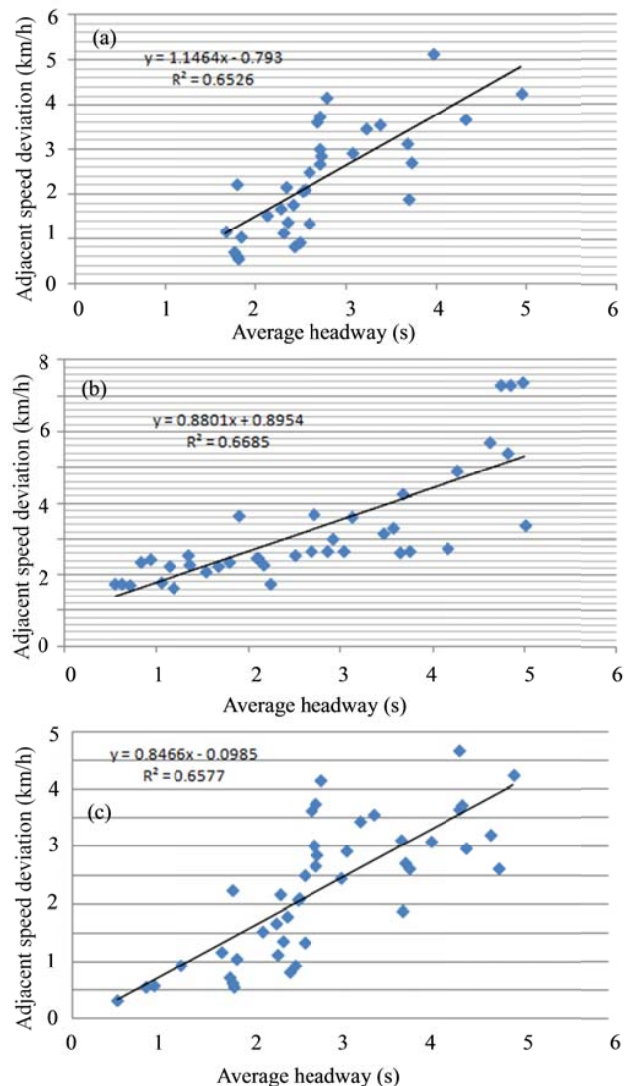 6
(a)
5
y = 1.1464x - 0.793
R² = 0.6526
4
3
2
1
0
0 1 2 3 4 5 6
Adjacent speed deviation (km/h)
Average headway (s)
8
(b)
6
y = 0.8801x + 0.8954
R² = 0.6685
4
2
0
0 1 2 3 4 5 6
Adjacent speed deviation (km/h)
Average headway (s)
5
y = 0.8466x - 0.0985
R² = 0.6577
4
(c)
3
2
1
0
0 1 2 3 4 5 6
Adjacent speed deviation (km/h)
Average headway (s)